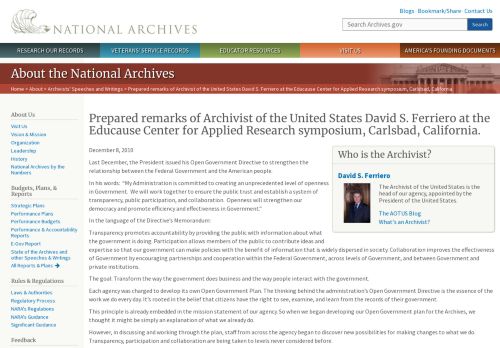 Blogs · Bookmark/Share · Contact Us
NATIONAL ARCHIVES
Search Archives.gov
Search
RESEARCH OUR RECORDS
VETERANS' SERVICE RECORDS
EDUCATOR RESOURCES
VISIT US
AMERICA'S FOUNDING DOCUMENTS
About the National Archives
Home > About > Archivists' Speeches and Writings > Prepared remarks of Archivist of the United States David S. Ferriero at the Educause Center for Applied Research symposium, Carlsbad, California.
About Us
Visit Us
Vision & Mission
Organization
Leadership
History
National Archives by the
Numbers
Budgets, Plans, &
Reports
Strategic Plans
Performance Plans
Performance Budgets
Performance & Accountability
Reports
E-Gov Report
State of the Archives and
other Speeches & Writings
All Reports & Plans
Rules & Regulations
Laws & Authorities
Regulatory Process
NARA's Regulations
NARA's Guidance
Significant Guidance
Feedback
Prepared remarks of Archivist of the United States David S. Ferriero at the
Educause Center for Applied Research symposium, Carlsbad, California.
December 8, 2010
Last December, the President issued his Open Government Directive to strengthen the
relationship between the Federal Government and the American people.
In his words: "My Administration is committed to creating an unprecedented level of openness
in Government. We will work together to ensure the public trust and establish a system of
transparency, public participation, and collaboration. Openness will strengthen our
democracy and promote efficiency and effectiveness in Government."
In the language of the Directive's Memorandum:
Transparency promotes accountability by providing the public with information about what
the government is doing. Participation allows members of the public to contribute ideas and
expertise so that our government can make policies with the benefit of information that is widely dispersed in society. Collaboration improves the effectiveness
of Government by encouraging partnerships and cooperation within the Federal Government, across levels of Government, and between Government and
private institutions.
The goal: Transform the way the government does business and the way people interact with the government.
Each agency was charged to develop its own Open Government Plan. The thinking behind the administration's Open Government Directive is the essence of the
work we do every day. It's rooted in the belief that citizens have the right to see, examine, and learn from the records of their government.
This principle is already embedded in the mission statement of our agency. So when we began developing our Open Government plan for the Archives, we
thought it might be simply an explanation of what we already do.
However, in discussing and working through the plan, staff from across the agency began to discover new possibilities for making changes to what we do.
Transparency, participation and collaboration are being taken to levels never considered before.
Who is the Archivist?
David S. Ferriero
The Archivist of the United States is the
head of our agency, appointed by the
President of the United States.
The AOTUS Blog
What's an Archivist?